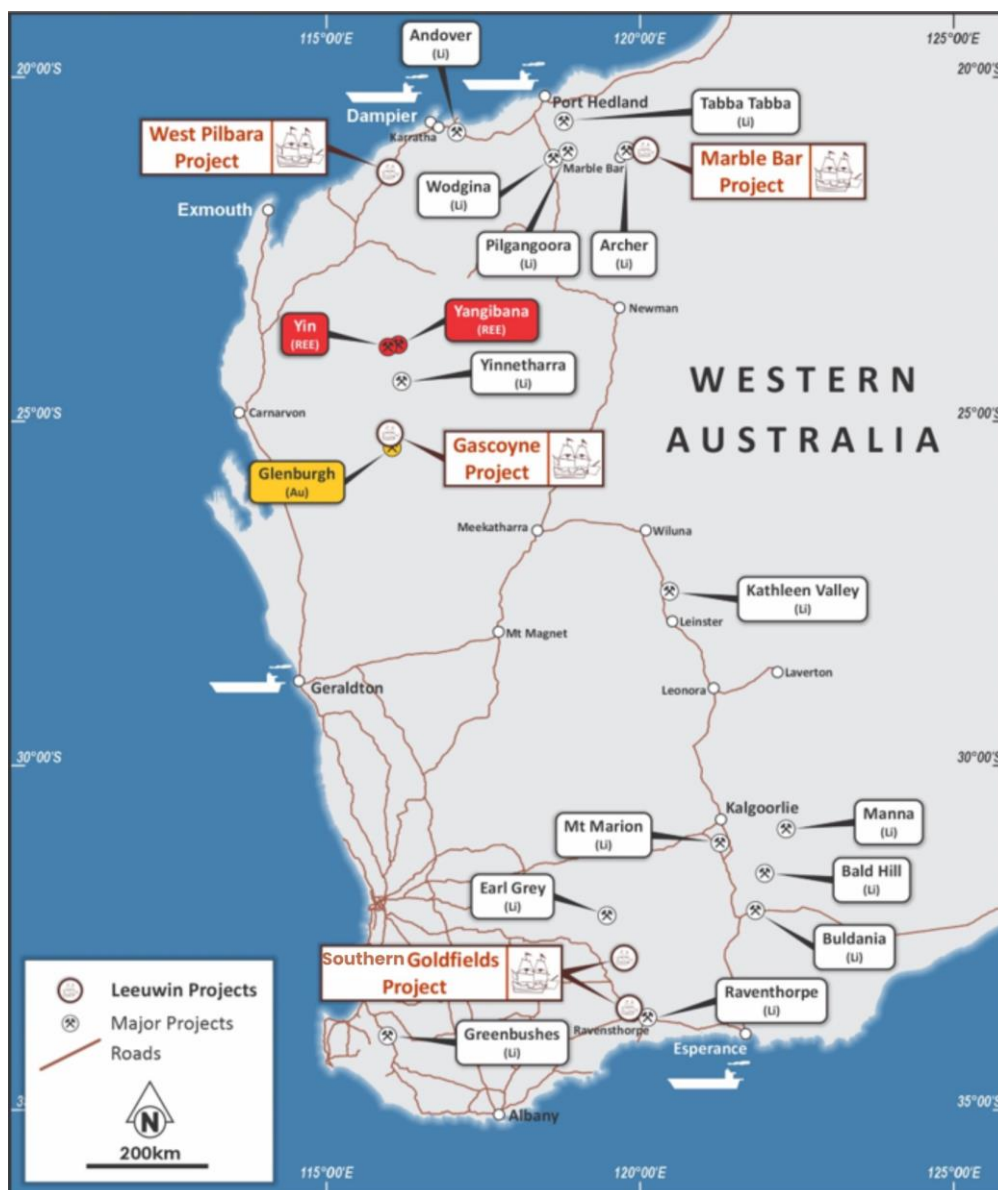 115°00'E
120°00'E
125°00'E
20°00'S
20°00'S
Andover
(Li)
Port Hedland
Tabba Tabba
(Li)
Dampier
Karratha
West Pilbara
Project
Marble Bar
Marble Bar
Project
Wodgina
(Li)
Exmouth
Pilgangoora
(Li)
Archer
(Li)
Newman
Yangibana
(REE)
Yin
(REE)
Yinnetharra
(Li)
WESTERN
AUSTRALIA
Carnarvon
25°00'S
25°00'S
Gascoyne
Project
Glenburgh
(Au)
Meekatharra
Wiluna
Kathleen Valley
(Li)
Leinster
Mt Magnet
Laverton
Leonora
Geraldton
30°00'S
30°00'S
Kalgoorlie
Manna
(Li)
Mt Marion
(Li)
Bald Hill
(Li)
Earl Grey
(Li)
Buldania
(Li)
Southern Goldfields
Project
Raventhorpe
(Li)
Ravensthorpe
Greenbushes
(Li)
Esperance
Albany
35°00'S
35°00'S
Leeuwin Projects
Major Projects
Roads
N
200km
115°00'E
120°00'E
125°00'E